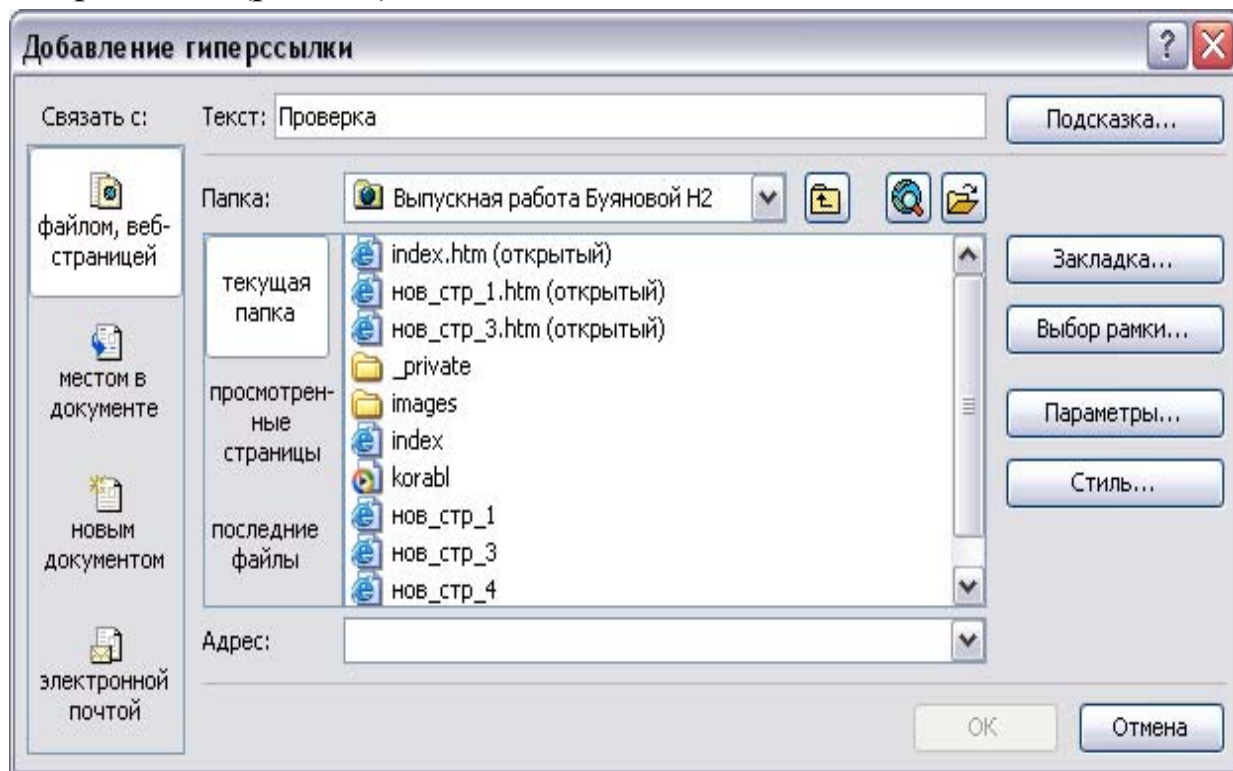 Добавление гиперссылки
Связать с:
Текст: Проверка
Подсказка...
файлом, веб-
страницей
местом в
документе
новым
документом
электронной
почтой
Папка:
Выпускная работа Буяновой Н2
текущая
папка
просмотрен-
ные
страницы
последние
файлы
index.htm (открытый)
нов_стр_1.htm (открытый)
нов_стр_3.htm (открытый)
_private
images
index
korabl
нов_стр_1
нов_стр_3
нов_стр_4
Закладка...
Выбор рамки...
Параметры...
Стиль...
Адрес:
ОК
Отмена